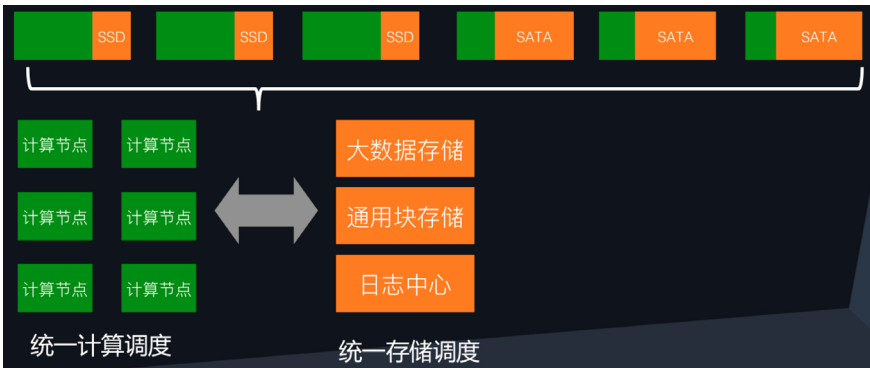 SSD SSD SSD SATA SATA SATA
计算节点 计算节点 大数据存储
计算节点 计算节点 通用块存储
计算节点 计算节点 日志中心
统一计算调度 统一存储调度